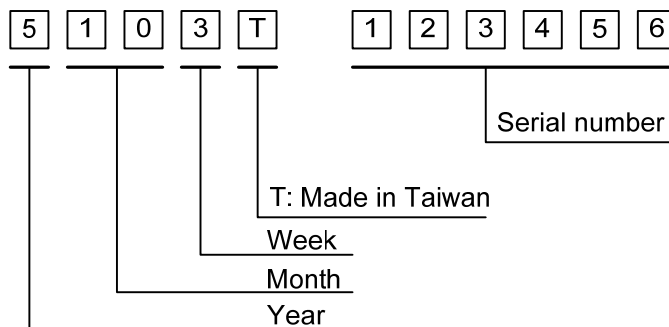 5 1 0 3 T 1 2 3 4 5 6
Serial number
T: Made in Taiwan
Week
Month
Year